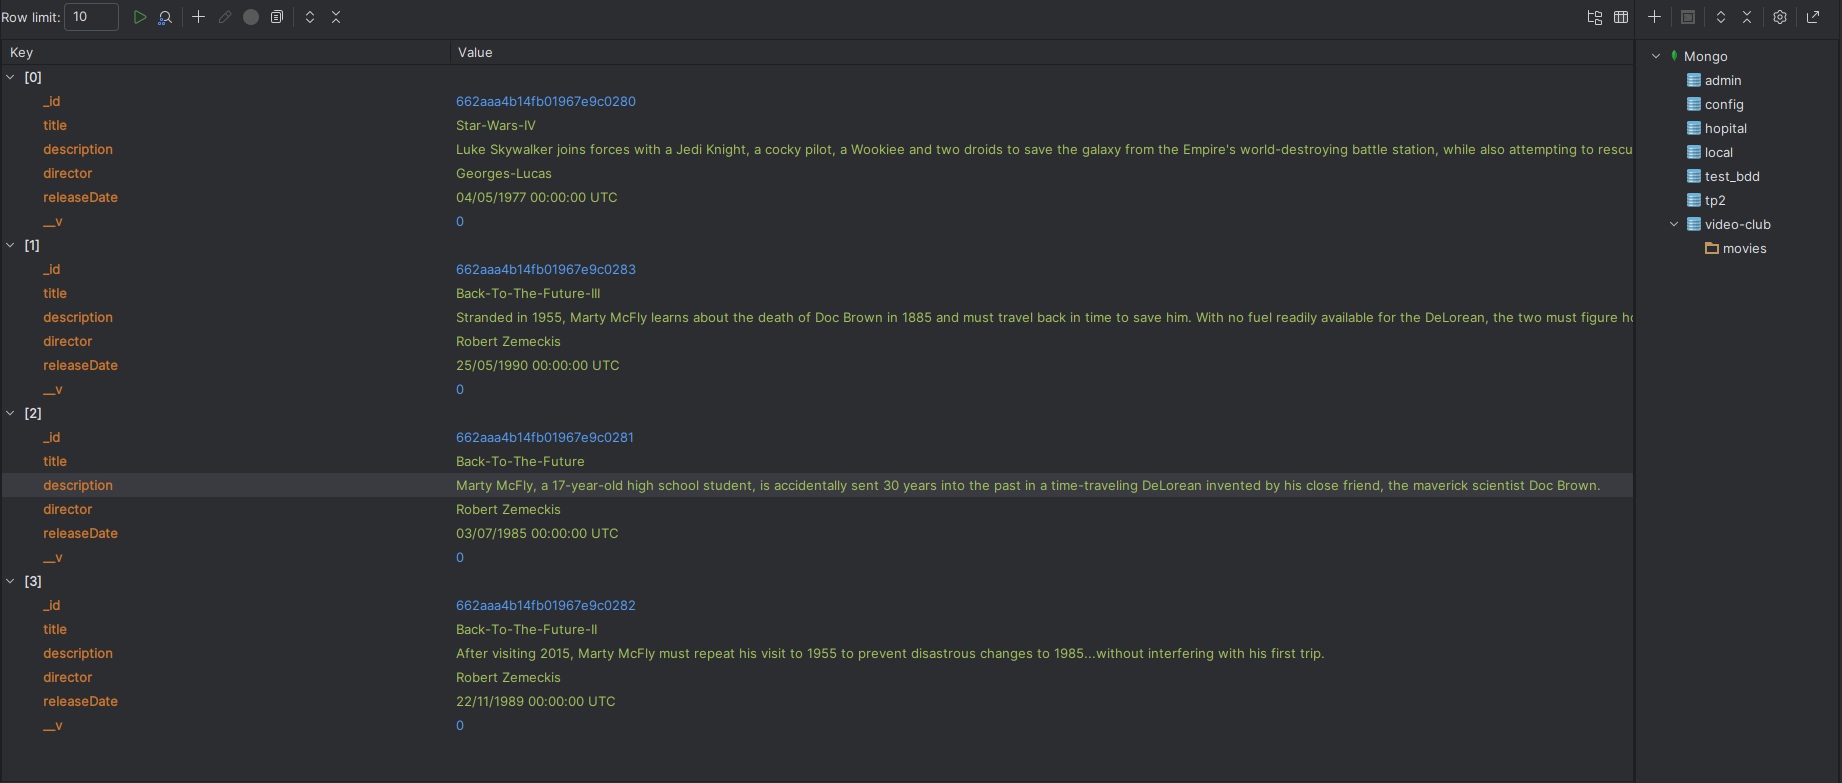 Row limit: 10
Key Value
[0]
_id 662aaa4b14fb01967e9c0280
title Star-Wars-IV
description Luke Skywalker joins forces with a Jedi Knight, a cocky pilot, a Wookiee and two droids to save the galaxy from the Empire's world-destroying battle station, while also attempting to rescu
director Georges-Lucas
releaseDate 04/05/1977 00:00:00 UTC
__v 0
[1]
_id 662aaa4b14fb01967e9c0283
title Back-To-The-Future-III
description Stranded in 1955, Marty McFly learns about the death of Doc Brown in 1885 and must travel back in time to save him. With no fuel readily available for the DeLorean, the two must figure ho
director Robert Zemeckis
releaseDate 25/05/1990 00:00:00 UTC
__v 0
[2]
_id 662aaa4b14fb01967e9c0281
title Back-To-The-Future
description Marty McFly, a 17-year-old high school student, is accidentally sent 30 years into the past in a time-traveling DeLorean invented by his close friend, the maverick scientist Doc Brown.
director Robert Zemeckis
releaseDate 03/07/1985 00:00:00 UTC
__v 0
[3]
_id 662aaa4b14fb01967e9c0282
title Back-To-The-Future-II
description After visiting 2015, Marty McFly must repeat his visit to 1955 to prevent disastrous changes to 1985...without interfering with his first trip.
director Robert Zemeckis
releaseDate 22/11/1989 00:00:00 UTC
__v 0
Mongo
admin
config
hopital
local
test_bdd
tp2
video-club
movies